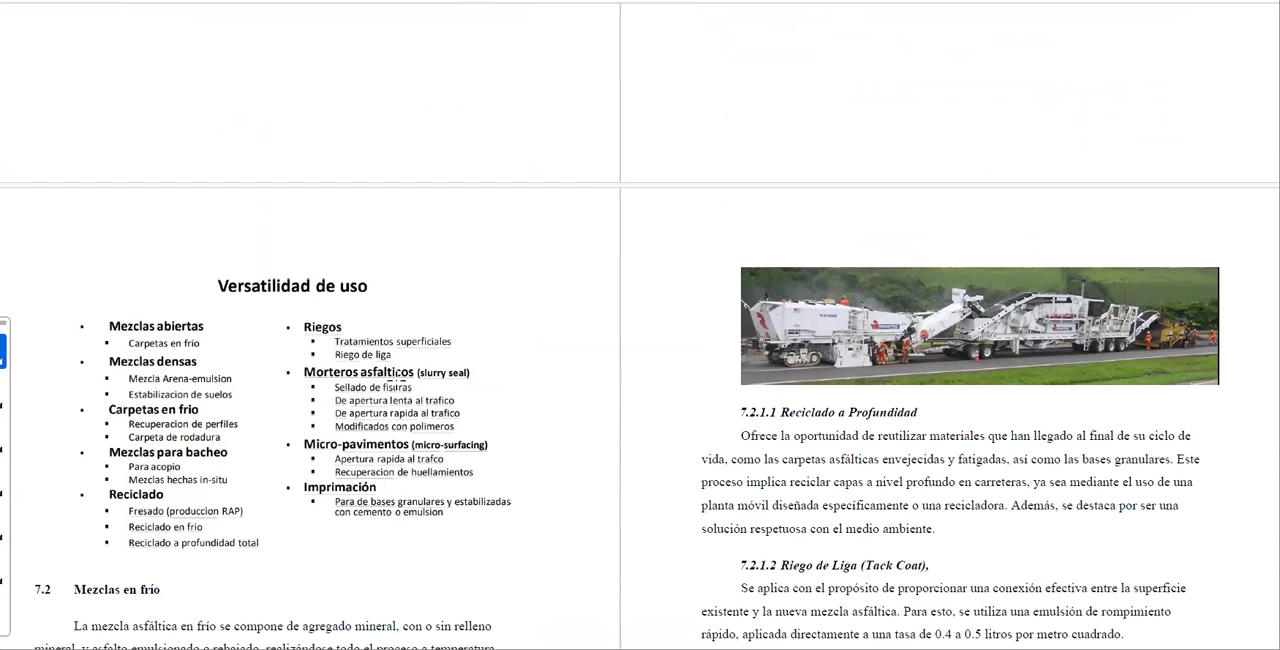 Versatilidad de uso
▪ Mezclas abiertas
▪ Carpetas en frio
▪ Mezclas densas
▪ Mezcla Arena-emulsion
▪ Estabilizacion de suelos
▪ Carpetas en frio
▪ Recuperacion de perfiles
▪ Carpeta de rodadura
▪ Mezclas para bacheo
▪ Para acopio
▪ Mezclas hechas in-situ
▪ Reciclado
▪ Fresado (produccion RAP)
▪ Reciclado en frio
▪ Reciclado a profundidad total
▪ Riegos
▪ Tratamientos superficiales
▪ Riego de liga
▪ Morteros asfalticos (slurry seal)
▪ Sellado de fisuras
▪ De apertura lenta al trafico
▪ De apertura rapida al trafico
▪ Modificados con polimeros
▪ Micro-pavimentos (micro-surfacing)
▪ Apertura rapida al trafco
▪ Recuperacion de huellamientos
▪ Imprimación
▪ Para de bases granulares y estabilizadas
con cemento o emulsion
7.2 Mezclas en frío
La mezcla asfáltica en frío se compone de agregado mineral, con o sin relleno
mineral, y asfalto emulsionado o rebajado, realizándose todo el proceso a temperatura
7.2.1.1 Reciclado a Profundidad
Ofrece la oportunidad de reutilizar materiales que han llegado al final de su ciclo de
vida, como las carpetas asfálticas envejecidas y fatigadas, así como las bases granulares. Este
proceso implica reciclar capas a nivel profundo en carreteras, ya sea mediante el uso de una
planta móvil diseñada específicamente o una recicladora. Además, se destaca por ser una
solución respetuosa con el medio ambiente.
7.2.1.2 Riego de Liga (Tack Coat),
Se aplica con el propósito de proporcionar una conexión efectiva entre la superficie
existente y la nueva mezcla asfáltica. Para esto, se utiliza una emulsión de rompimiento
rápido, aplicada directamente a una tasa de 0.4 a 0.5 litros por metro cuadrado.